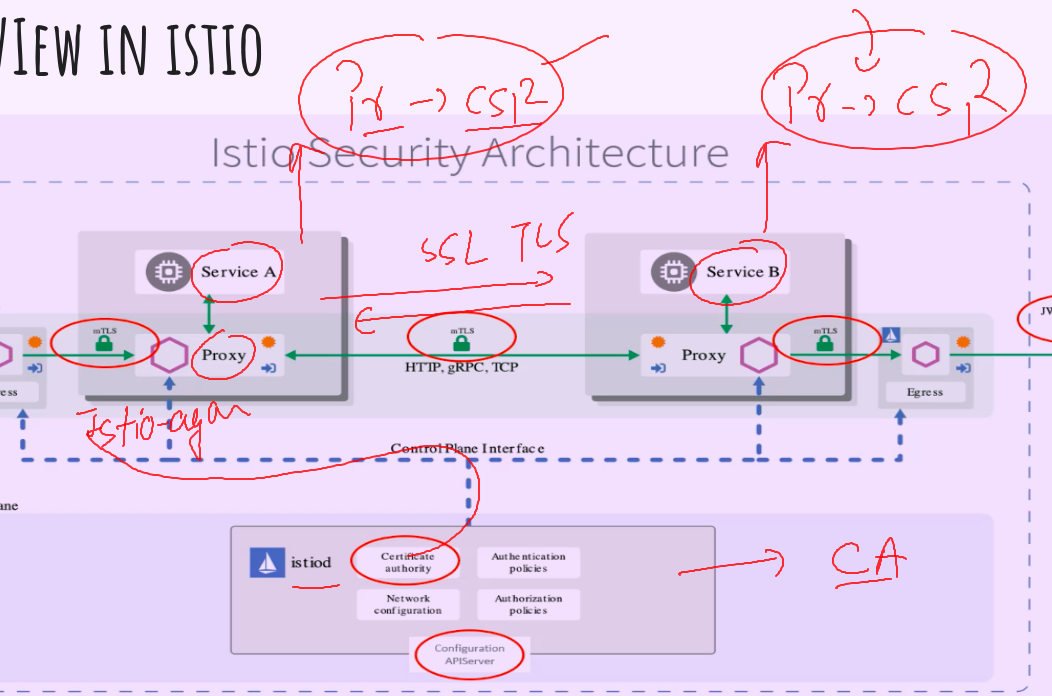 VIEW IN ISTIO
Pr → CSR
Pr → CSR
Istio Security Architecture
SSL TLS
Service A
Service B
mTLS
mTLS
mTLS
JW
Proxy
HTTP, gRPC, TCP
Proxy
ess
Egress
Istio-agan
Control Plane Interface
ane
istiod
Certificate
authority
Authentication
policies
Network
configuration
Authorization
policies
→ CA
Configuration
APIServer